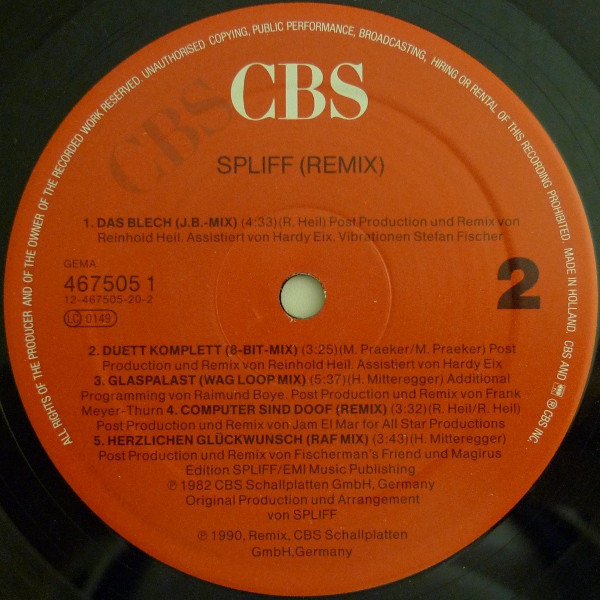 ALL RIGHTS OF THE PRODUCER AND OF THE OWNER OF THE RECORDED WORK RESERVED. UNAUTHORISED COPYING, PUBLIC PERFORMANCE, BROADCASTING, HIRING OR RENTAL OF THIS RECORDING PROHIBITED. MADE IN HOLLAND. CBS AND ® © CBS INC.
CBS
CBS
SPLIFF (REMIX)
1. DAS BLECH (J.B.-MIX) (4:33)(R. Heil) Post Production und Remix von
Reinhold Heil. Assistiert von Hardy Eix. Vibrationen Stefan Fischer
GEMA
467505 1
12-467505-20-2
LC 0149
2
2. DUETT KOMPLETT (8-BIT-MIX) (3:25)(M. Praeker/M. Praeker) Post
Production und Remix von Reinhold Heil. Assistiert von Hardy Eix
3. GLASPALAST (WAG LOOP MIX) (5:37)(H. Mitteregger) Additional
Programming von Raimund Boye. Post Production und Remix von Frank
Meyer-Thurn 4. COMPUTER SIND DOOF (REMIX) (3:32)(R. Heil/R. Heil)
Post Production und Remix von Jam El Mar for All Star Productions
5. HERZLICHEN GLÜCKWUNSCH (RAF MIX) (3:43)(H. Mitteregger)
Post Production und Remix von Fischerman's Friend und Magirus
Edition SPLIFF/EMI Music Publishing
℗ 1982 CBS Schallplatten GmbH, Germany
Original Production und Arrangement
von SPLIFF
℗ 1990, Remix, CBS Schallplatten
GmbH,Germany